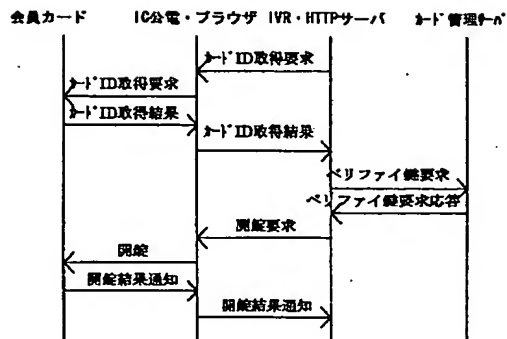 会員カード IC公電・ブラウザ IVR・HTTPサーバ ｶｰﾄﾞ管理ｻｰﾊﾞ
ｶｰﾄﾞID取得要求
ｶｰﾄﾞID取得要求
ｶｰﾄﾞID取得結果
ｶｰﾄﾞID取得結果
ベリファイ鍵要求
ベリファイ鍵要求応答
開錠要求
開錠
開錠結果通知
開錠結果通知